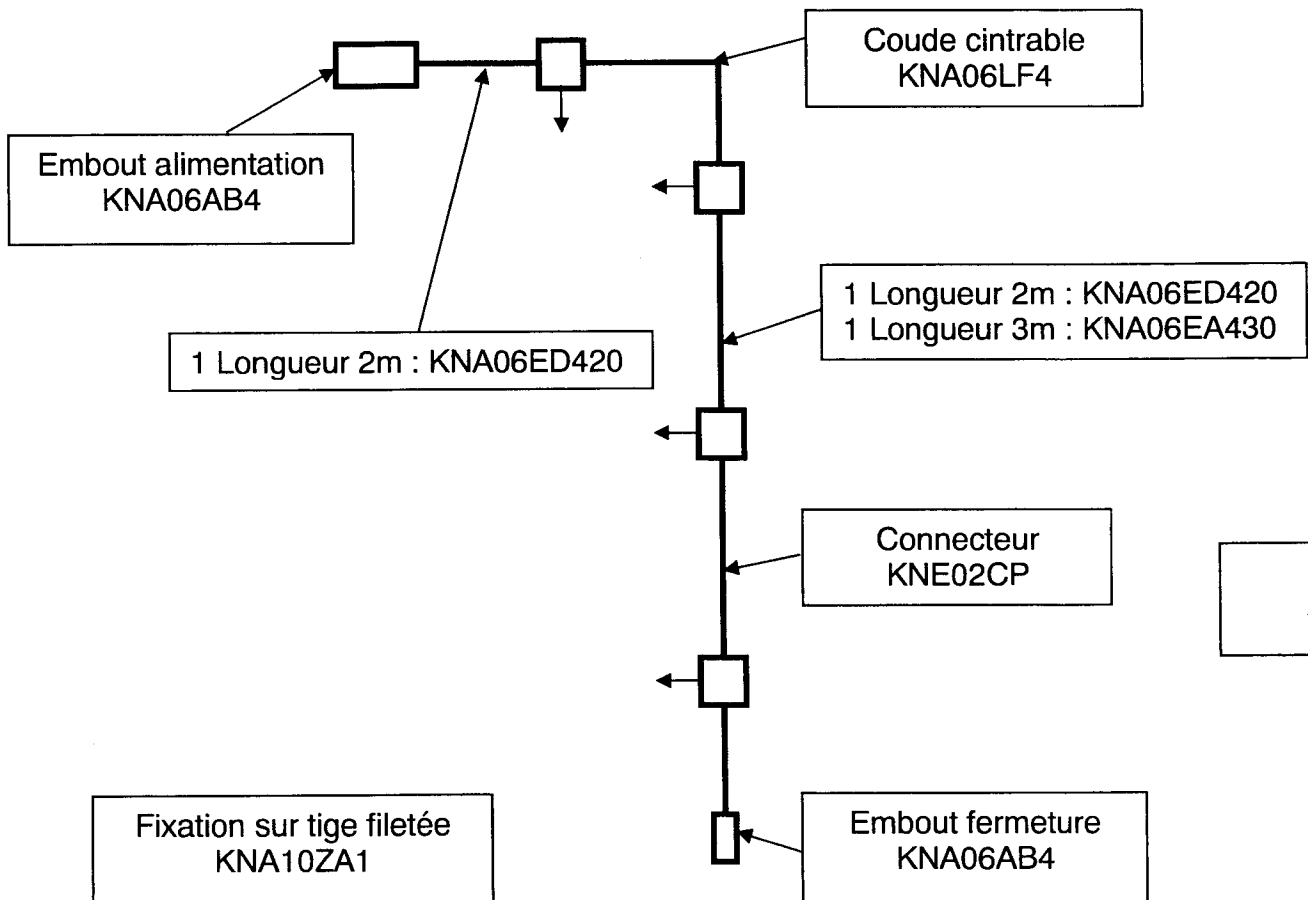 Coude cintrable
KNA06LF4
Embout alimentation
KNA06AB4
1 Longueur 2m : KNA06ED420
1 Longueur 3m : KNA06EA430
1 Longueur 2m : KNA06ED420
Connecteur
KNE02CP
Fixation sur tige filetée
KNA10ZA1
Embout fermeture
KNA06AB4